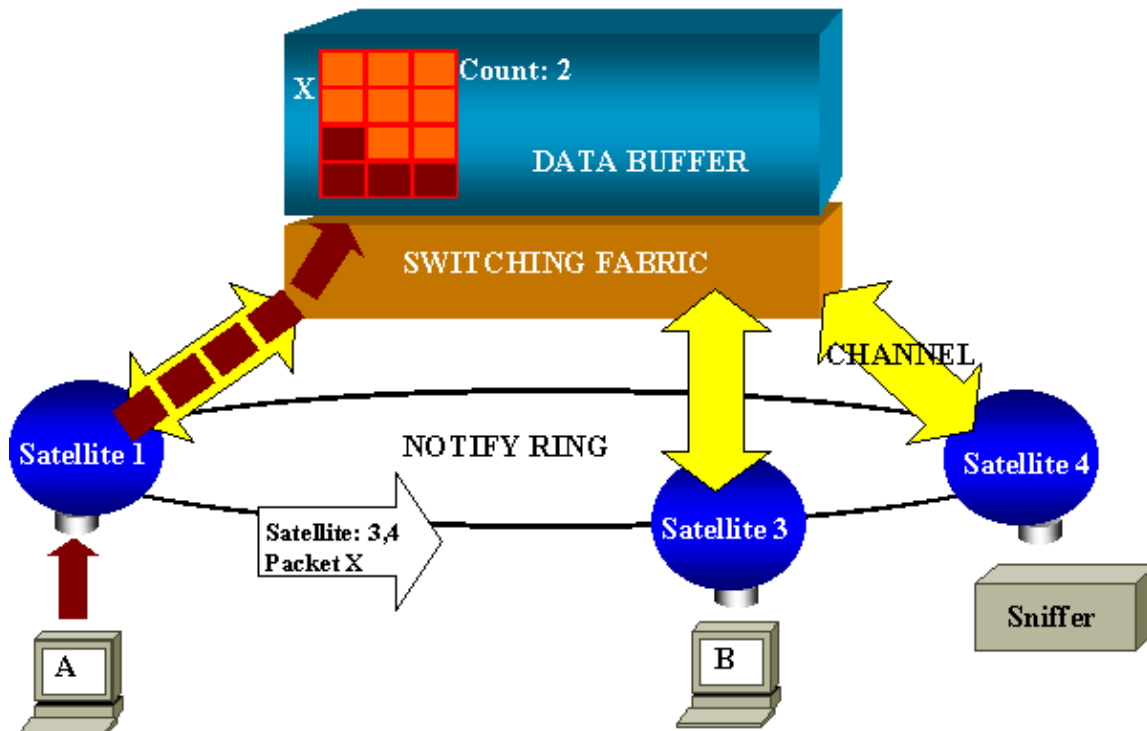 X
Count: 2
DATA BUFFER
SWITCHING FABRIC
CHANNEL
Satellite 1
NOTIFY RING
Satellite 4
Satellite: 3,4
Packet X
Satellite 3
Sniffer
A
B